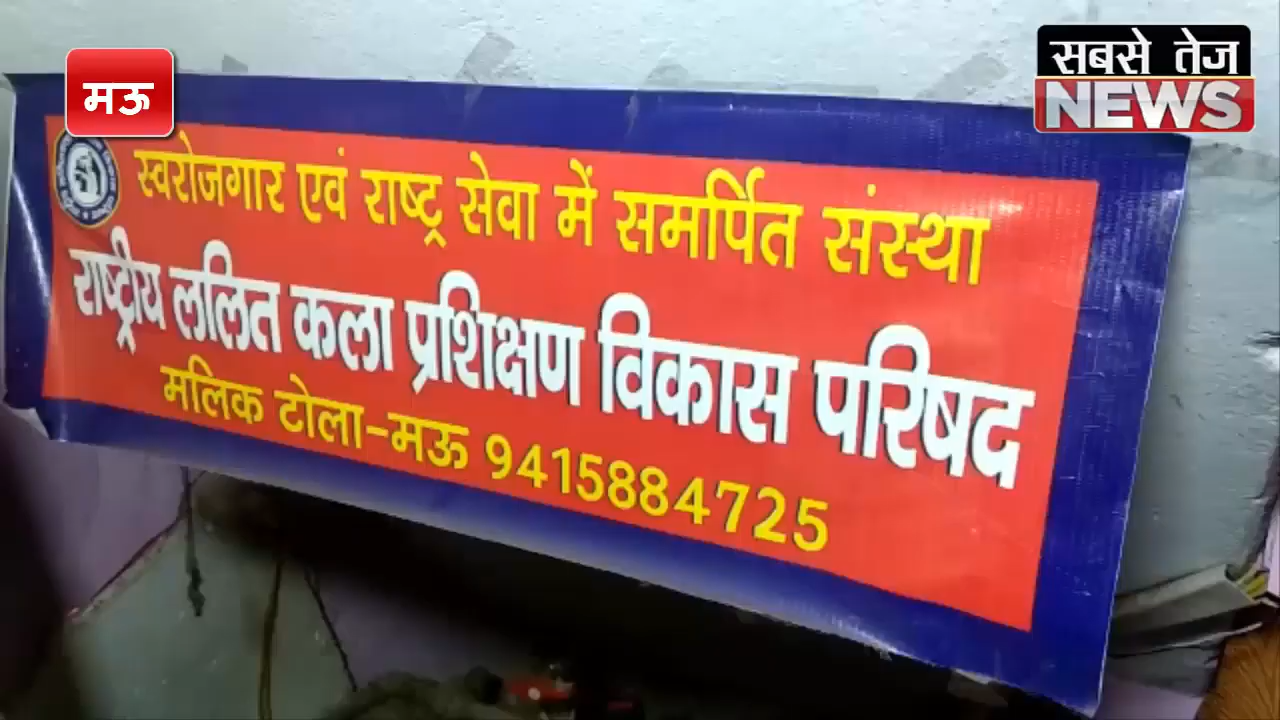 मऊ
सबसे तेज
NEWS
स्वरोजगार एवं राष्ट्र सेवा में समर्पित संस्था
राष्ट्रीय ललित कला प्रशिक्षण विकास परिषद
मलिक टोला-मऊ 9415884725